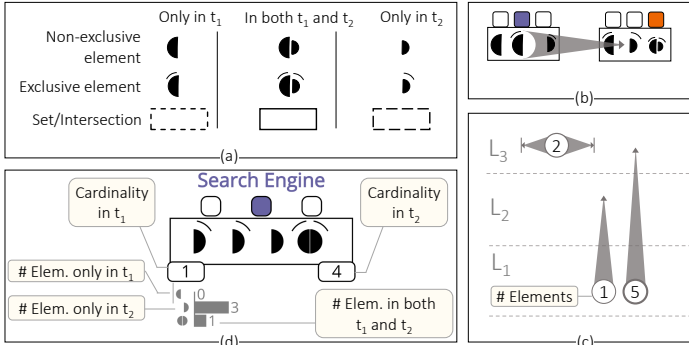 Only in t1
In both t1 and t2
Only in t2
Non-exclusive
element
Exclusive element
Set/Intersection
(a)
(b)
Search Engine
Cardinality
in t1
Cardinality
in t2
1
4
# Elem. only in t1
0
# Elem. only in t2
3
1
# Elem. in both
t1 and t2
(d)
L3
2
L2
L1
# Elements
1
5
(c)